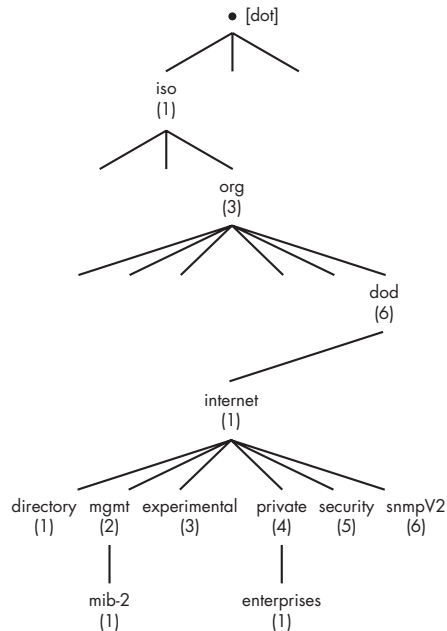 [dot]
iso
(1)
org
(3)
dod
(6)
internet
(1)
directory mgmt experimental private security snmpV2
(1) (2) (3) (4) (5) (6)
mib-2 enterprises
(1) (1)